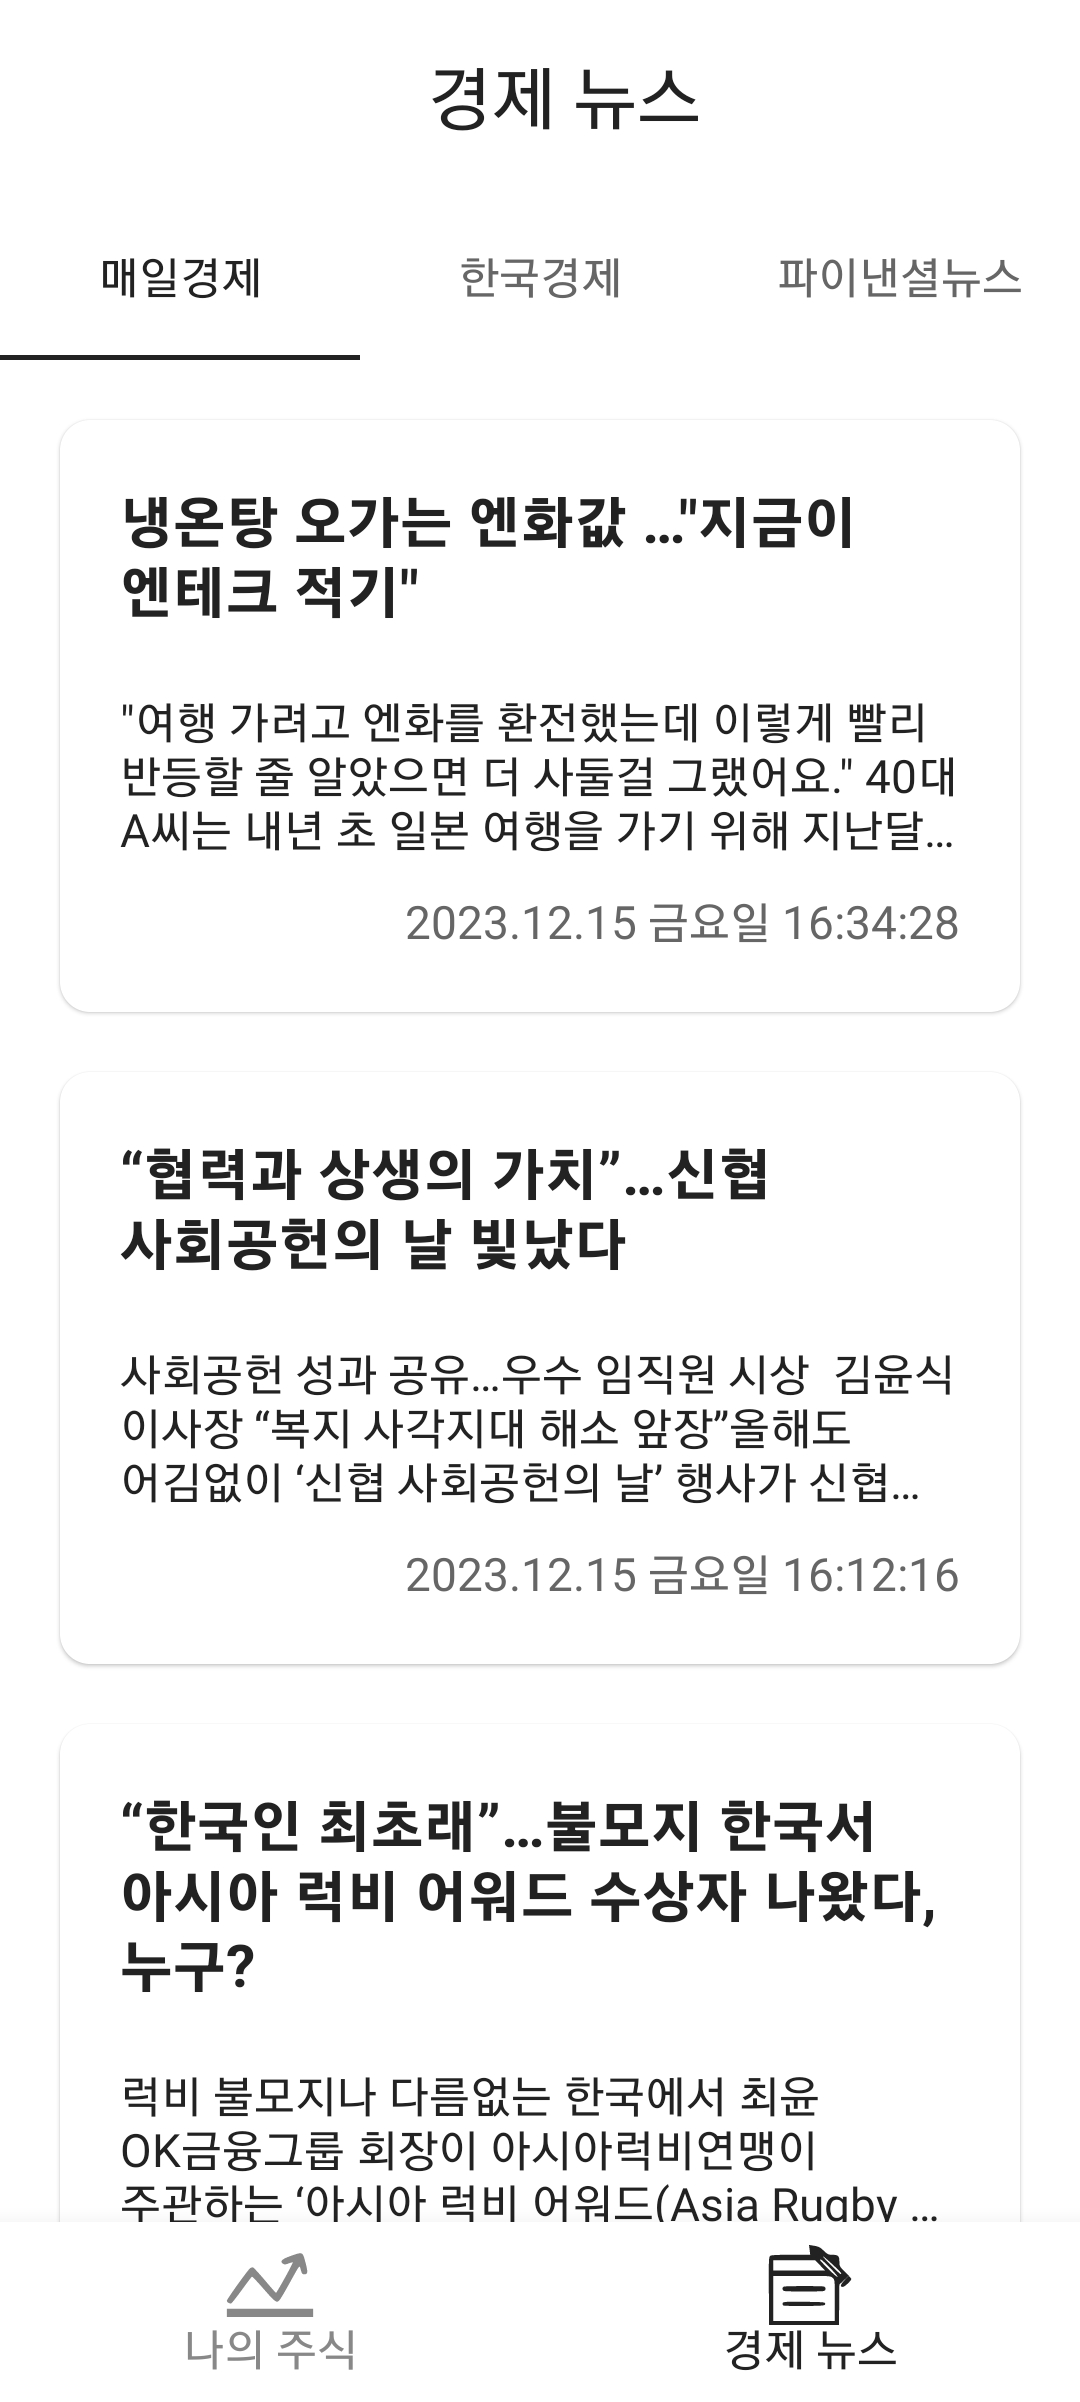 경제 뉴스
매일경제 한국경제 파이낸셜뉴스
냉온탕 오가는 엔화값 ..."지금이
엔테크 적기"
"여행 가려고 엔화를 환전했는데 이렇게 빨리
반등할 줄 알았으면 더 사둘걸 그랬어요." 40대
A씨는 내년 초 일본 여행을 가기 위해 지난달...
2023.12.15 금요일 16:34:28
“협력과 상생의 가치”...신협
사회공헌의 날 빛났다
사회공헌 성과 공유...우수 임직원 시상  김윤식
이사장 “복지 사각지대 해소 앞장”올해도
어김없이 ‘신협 사회공헌의 날’ 행사가 신협...
2023.12.15 금요일 16:12:16
“한국인 최초래”...불모지 한국서
아시아 럭비 어워드 수상자 나왔다,
누구?
럭비 불모지나 다름없는 한국에서 최윤
OK금융그룹 회장이 아시아럭비연맹이
주관하는 ‘아시아 럭비 어워드(Asia Rugby ...
나의 주식 경제 뉴스